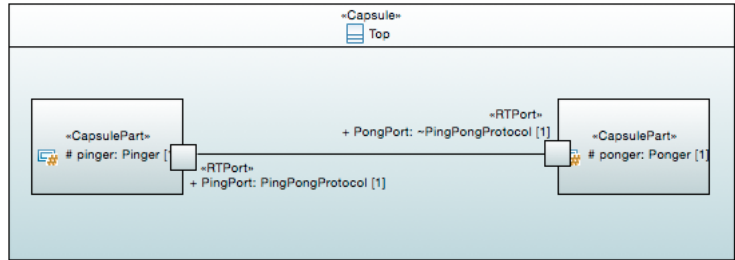 «Capsule»
Top
«RTPort»
+ PongPort: ~PingPongProtocol [1]
«CapsulePart»
# pinger: Pinger [
«CapsulePart»
# ponger: Ponger [1]
«RTPort»
+ PingPort: PingPongProtocol [1]